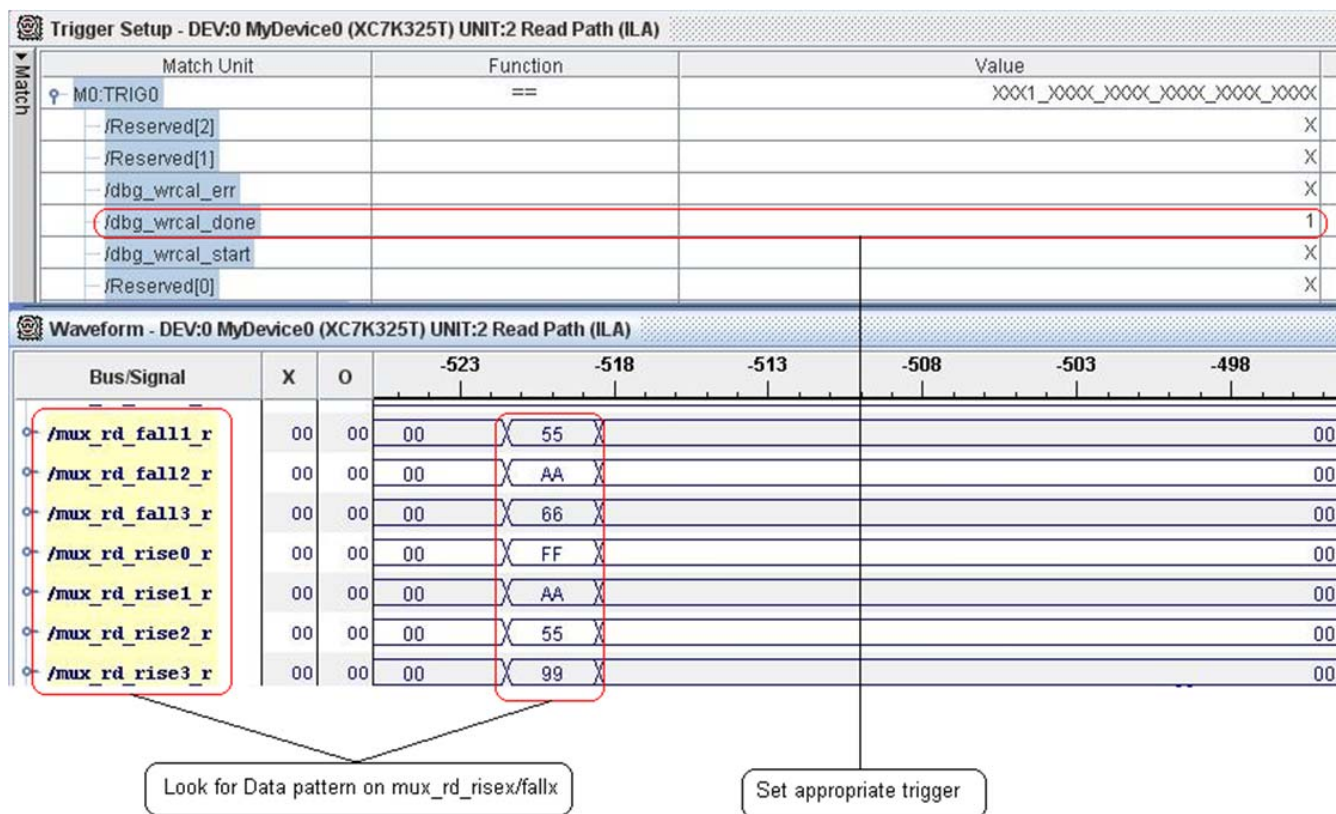 Trigger Setup - DEV:0 MyDevice0 (XC7K325T) UNIT:2 Read Path (ILA)
Match
Match Unit Function Value
M0:TRIG0 == XXX1_XXXX_XXXX_XXXX_XXXX_XXXX
/Reserved[2] X
/Reserved[1] X
/dbg_wrcal_err X
/dbg_wrcal_done 1
/dbg_wrcal_start X
/Reserved[0] X
Waveform - DEV:0 MyDevice0 (XC7K325T) UNIT:2 Read Path (ILA)
Bus/Signal X O -523 -518 -513 -508 -503 -498
/mux_rd_fall1_r 00 00 00 55 00
/mux_rd_fall2_r 00 00 00 AA 00
/mux_rd_fall3_r 00 00 00 66 00
/mux_rd_rise0_r 00 00 00 FF 00
/mux_rd_rise1_r 00 00 00 AA 00
/mux_rd_rise2_r 00 00 00 55 00
/mux_rd_rise3_r 00 00 00 99 00
Look for Data pattern on mux_rd_risex/fallx Set appropriate trigger